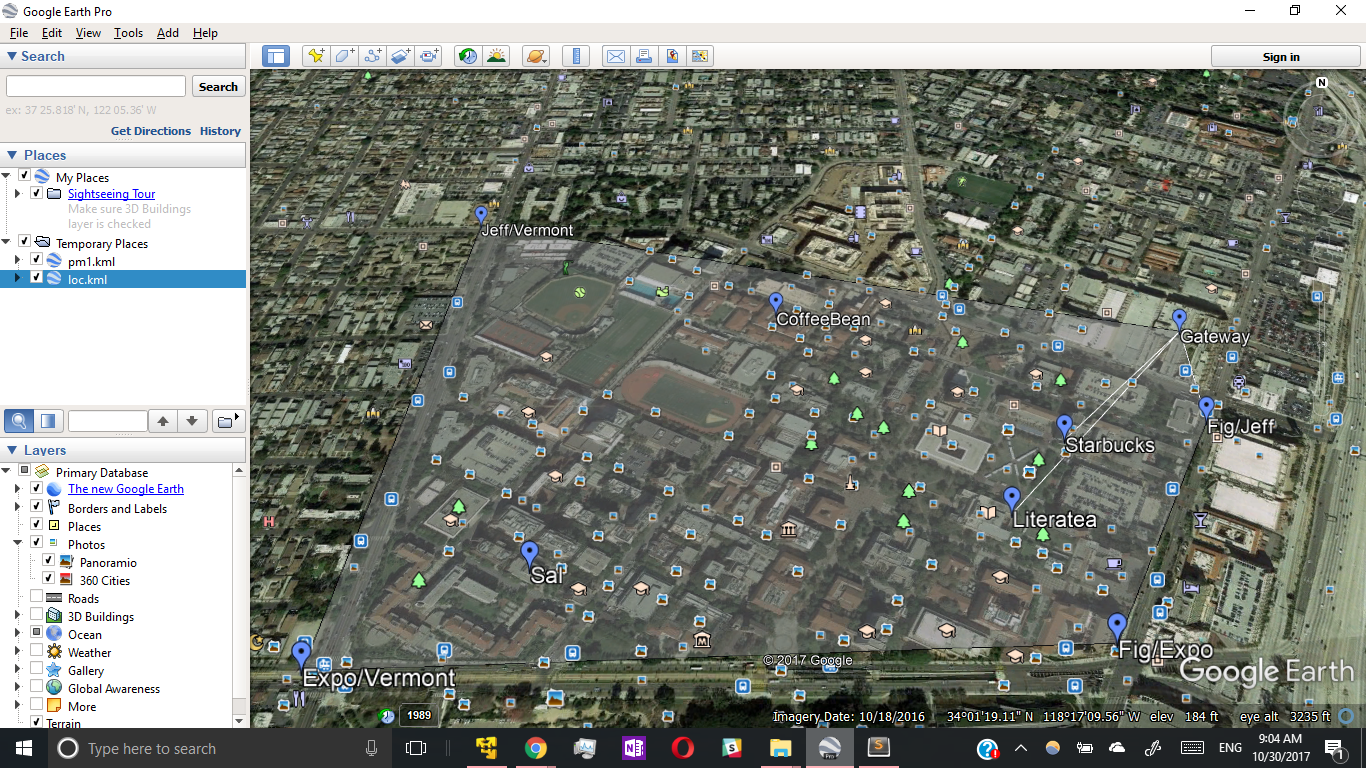 Google Earth Pro
File Edit View Tools Add Help
Search
Sign in
Search
ex: 37 25.818' N, 122 05.36' W
Get Directions History
Places
My Places
Sightseeing Tour
Make sure 3D Buildings
layer is checked
Temporary Places
pm1.kml
loc.kml
Layers
Primary Database
The new Google Earth
Borders and Labels
Places
Photos
Panoramio
360 Cities
Roads
3D Buildings
Ocean
Weather
Gallery
Global Awareness
More
Terrain
N
Jeff/Vermont
CoffeeBean
Gateway
Fig/Jeff
Starbucks
Literatea
H
Sal
Fig/Expo
© 2017 Google
Google Earth
Expo/Vermont
1989
Imagery Date: 10/18/2016 34°01'19.11" N 118°17'09.56" W elev 184 ft eye alt 3235 ft
Type here to search
ENG
9:04 AM
10/30/2017
1